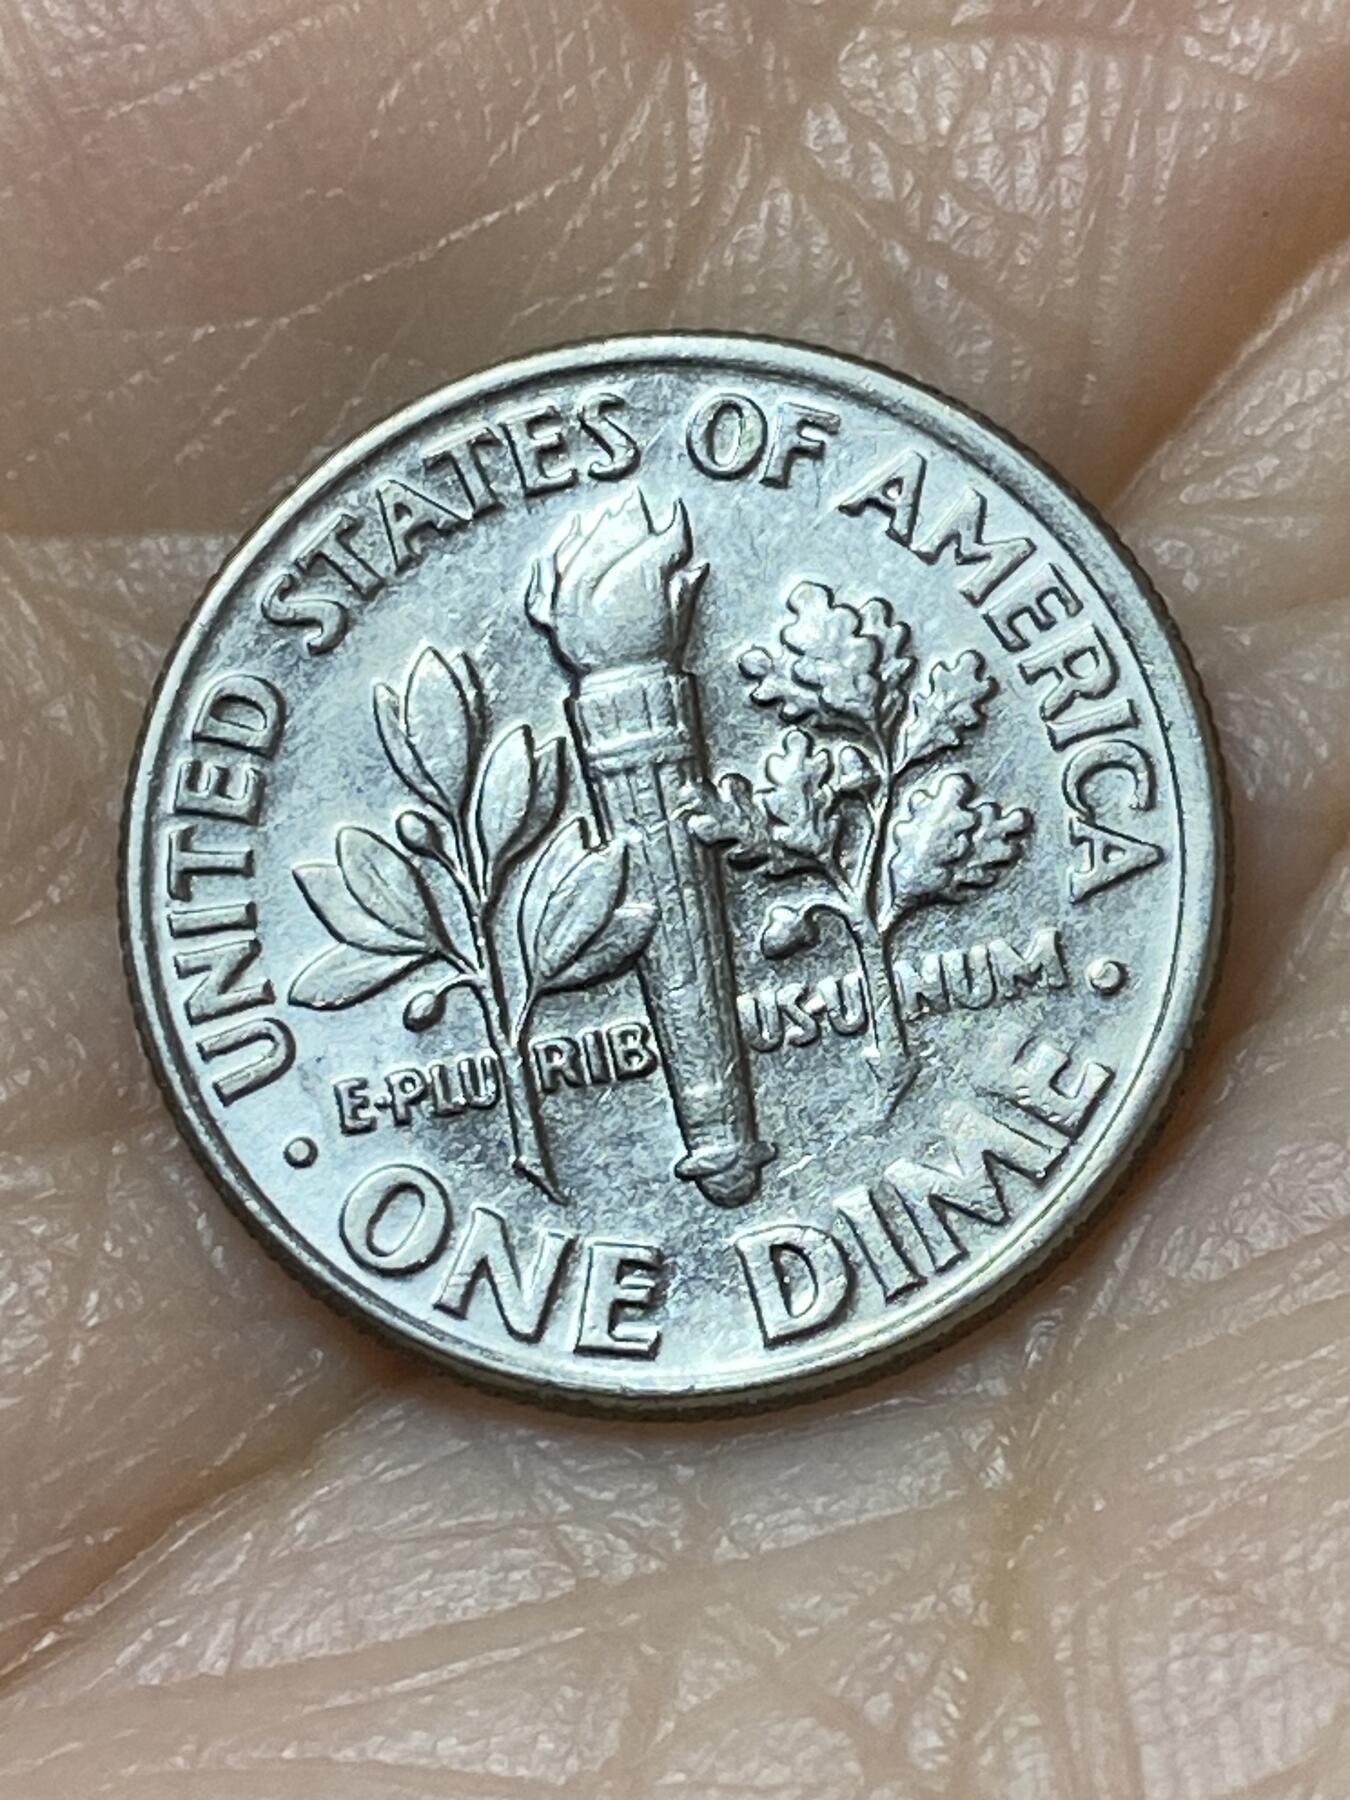 UNITED STATES OF AMERICA
E·PLURIBUS·UNUM
· ONE DIME ·